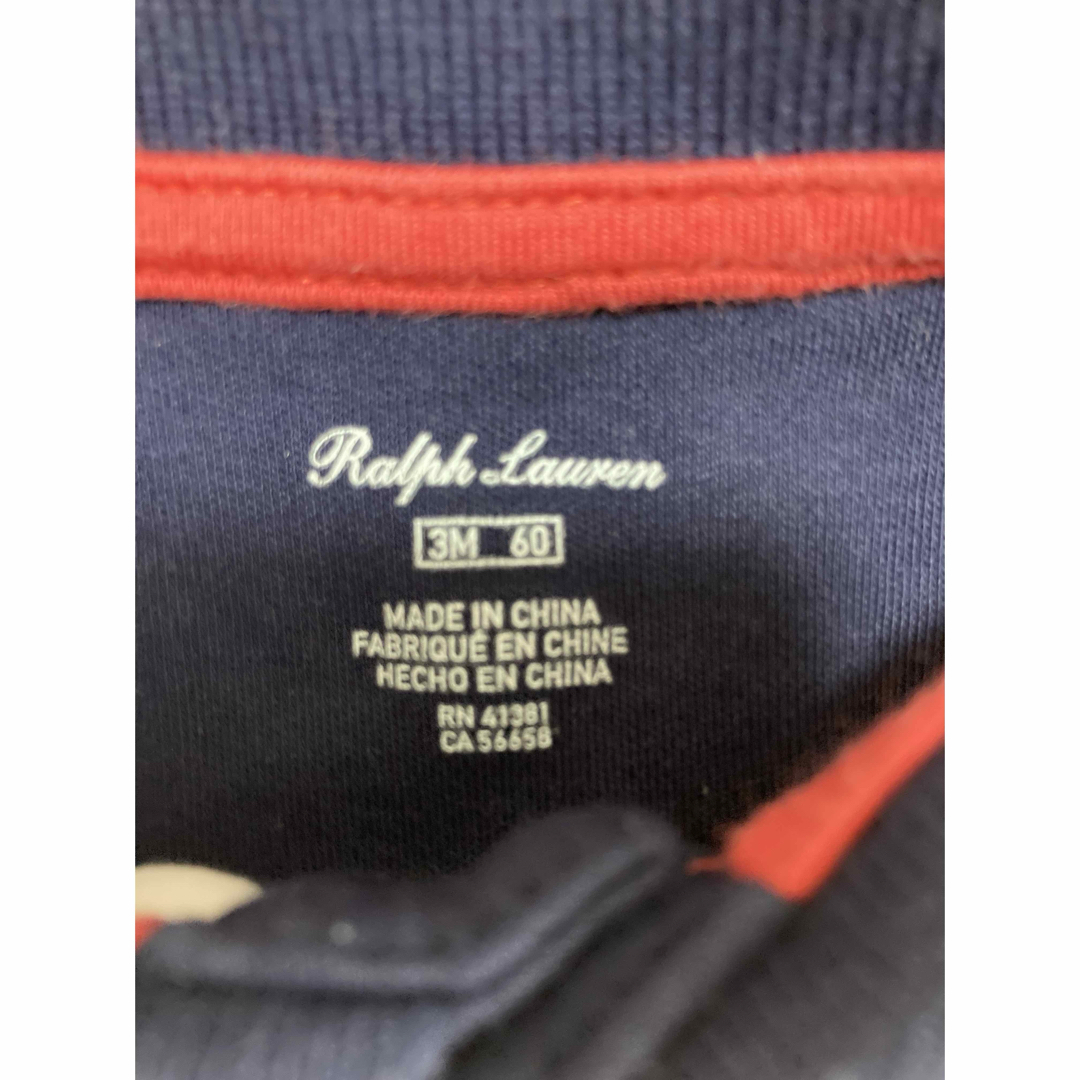 Ralph Lauren
3M 60
MADE IN CHINA
FABRIQUÉ EN CHINE
HECHO EN CHINA
RN 41381
CA 56658